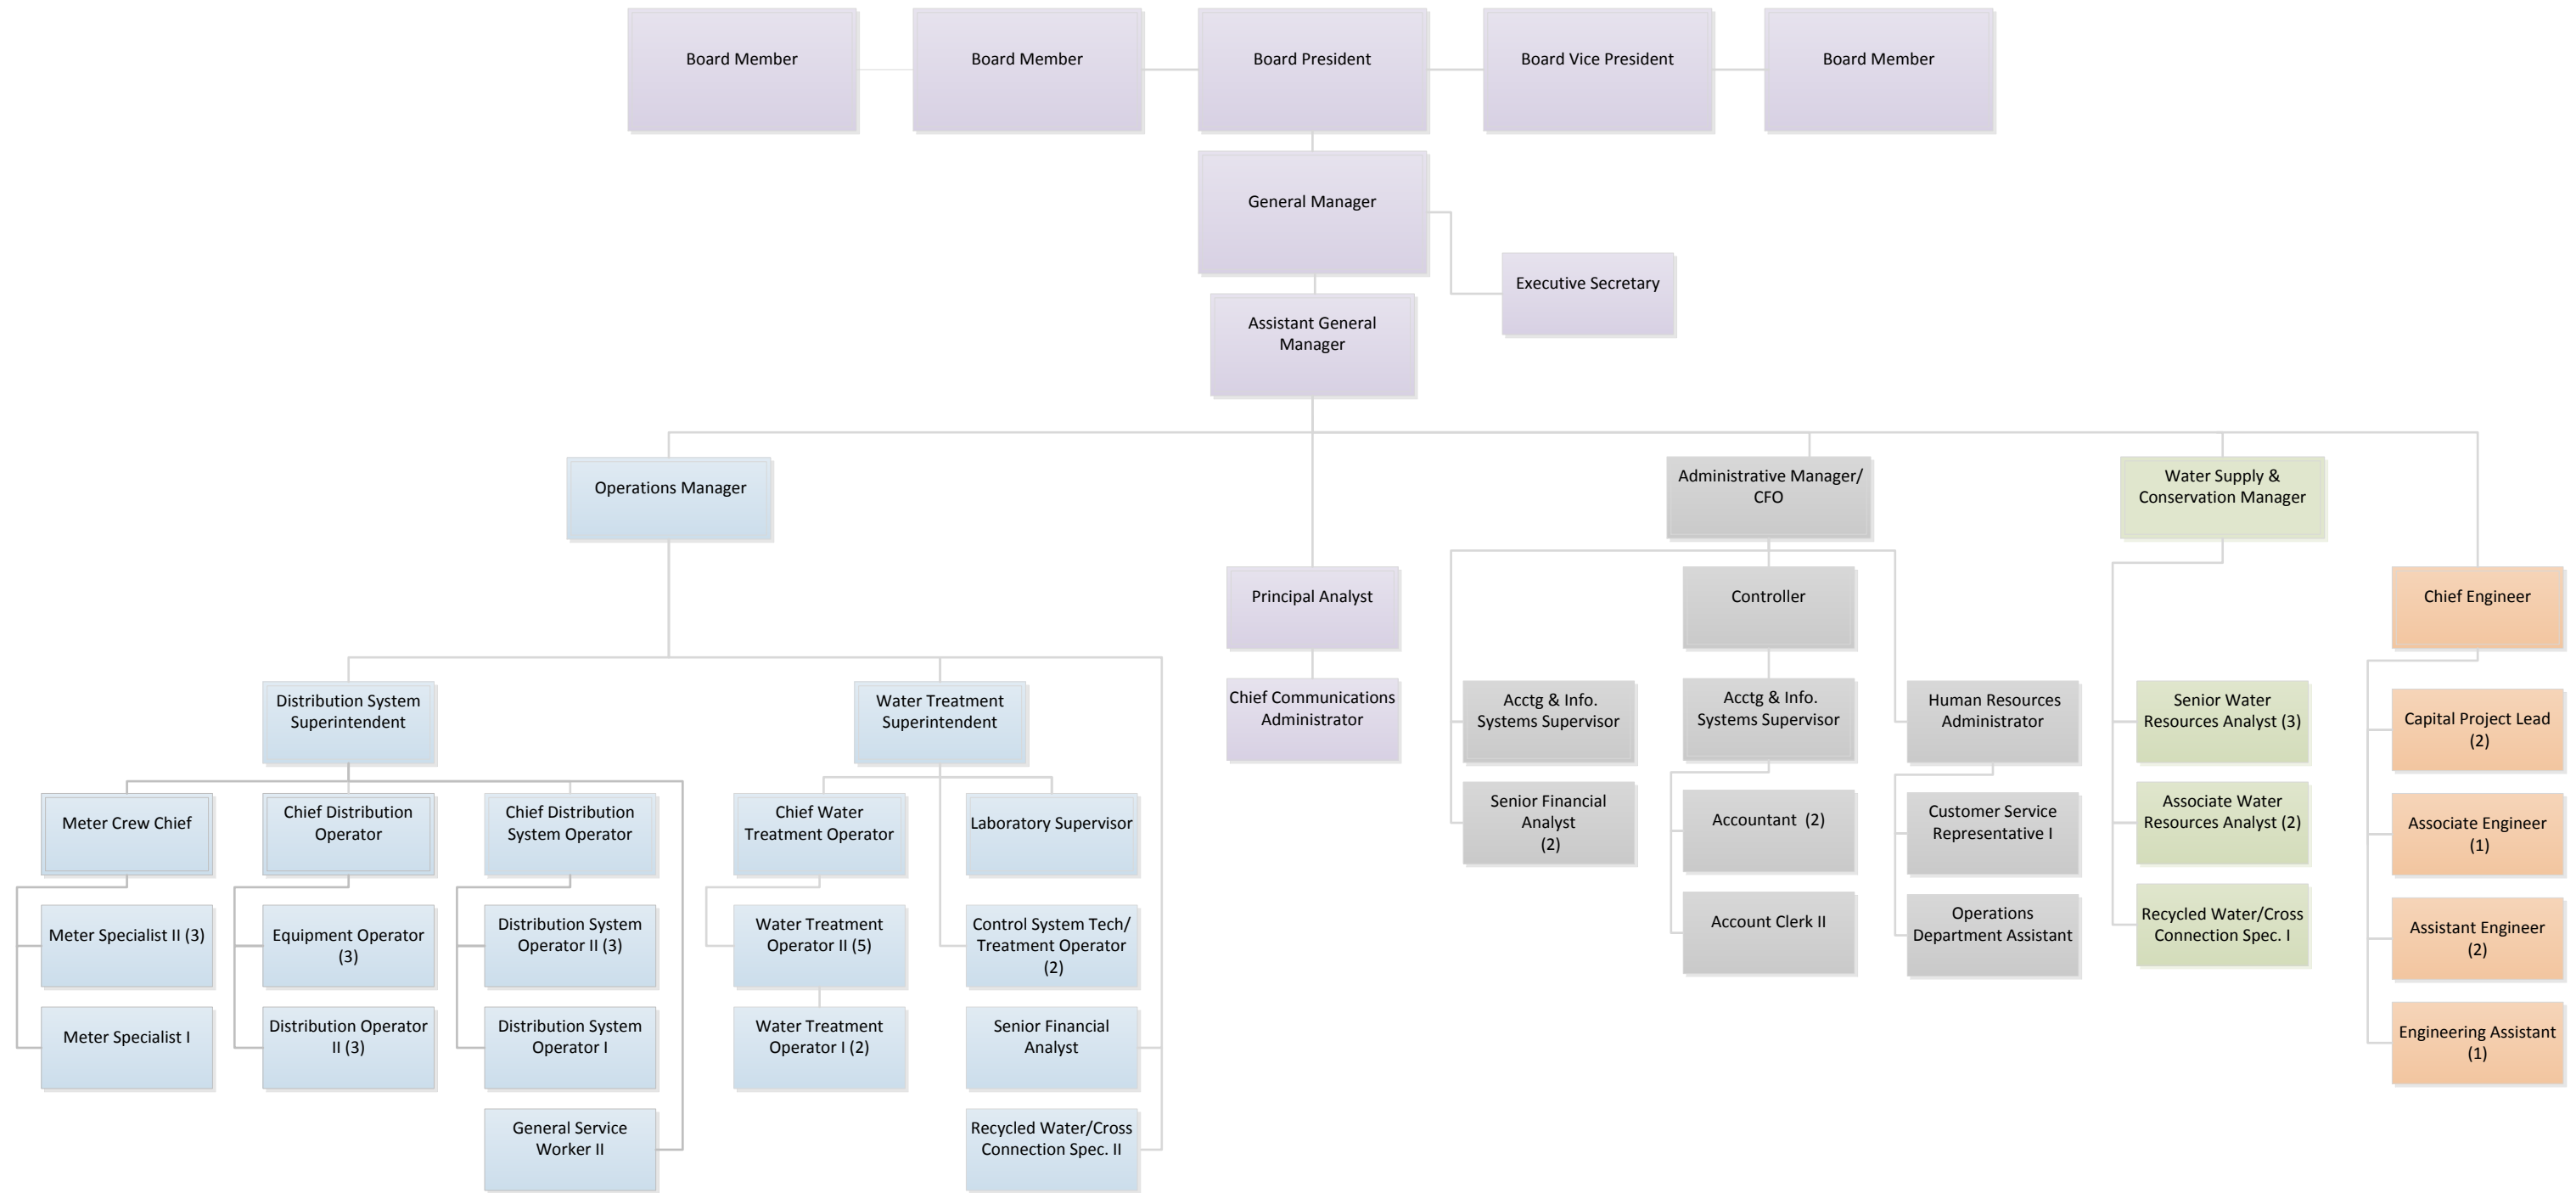 Board Member
Board Member
Board President
Board Vice President
Board Member
General Manager
Executive Secretary
Assistant General
Manager
Operations Manager
Administrative Manager/
CFO
Water Supply &
Conservation Manager
Principal Analyst
Controller
Chief Engineer
Distribution System
Superintendent
Water Treatment
Superintendent
Chief Communications
Administrator
Acctg & Info.
Systems Supervisor
Acctg & Info.
Systems Supervisor
Human Resources
Administrator
Senior Water
Resources Analyst (3)
Capital Project Lead
(2)
Meter Crew Chief
Chief Distribution
Operator
Chief Distribution
System Operator
Chief Water
Treatment Operator
Laboratory Supervisor
Senior Financial
Analyst
(2)
Accountant  (2)
Customer Service
Representative I
Associate Water
Resources Analyst (2)
Associate Engineer
(1)
Meter Specialist II (3)
Equipment Operator
(3)
Distribution System
Operator II (3)
Water Treatment
Operator II (5)
Control System Tech/
Treatment Operator
(2)
Account Clerk II
Operations
Department Assistant
Recycled Water/Cross
Connection Spec. I
Assistant Engineer
(2)
Meter Specialist I
Distribution Operator
II (3)
Distribution System
Operator I
Water Treatment
Operator I (2)
Senior Financial
Analyst
Engineering Assistant
(1)
General Service
Worker II
Recycled Water/Cross
Connection Spec. II